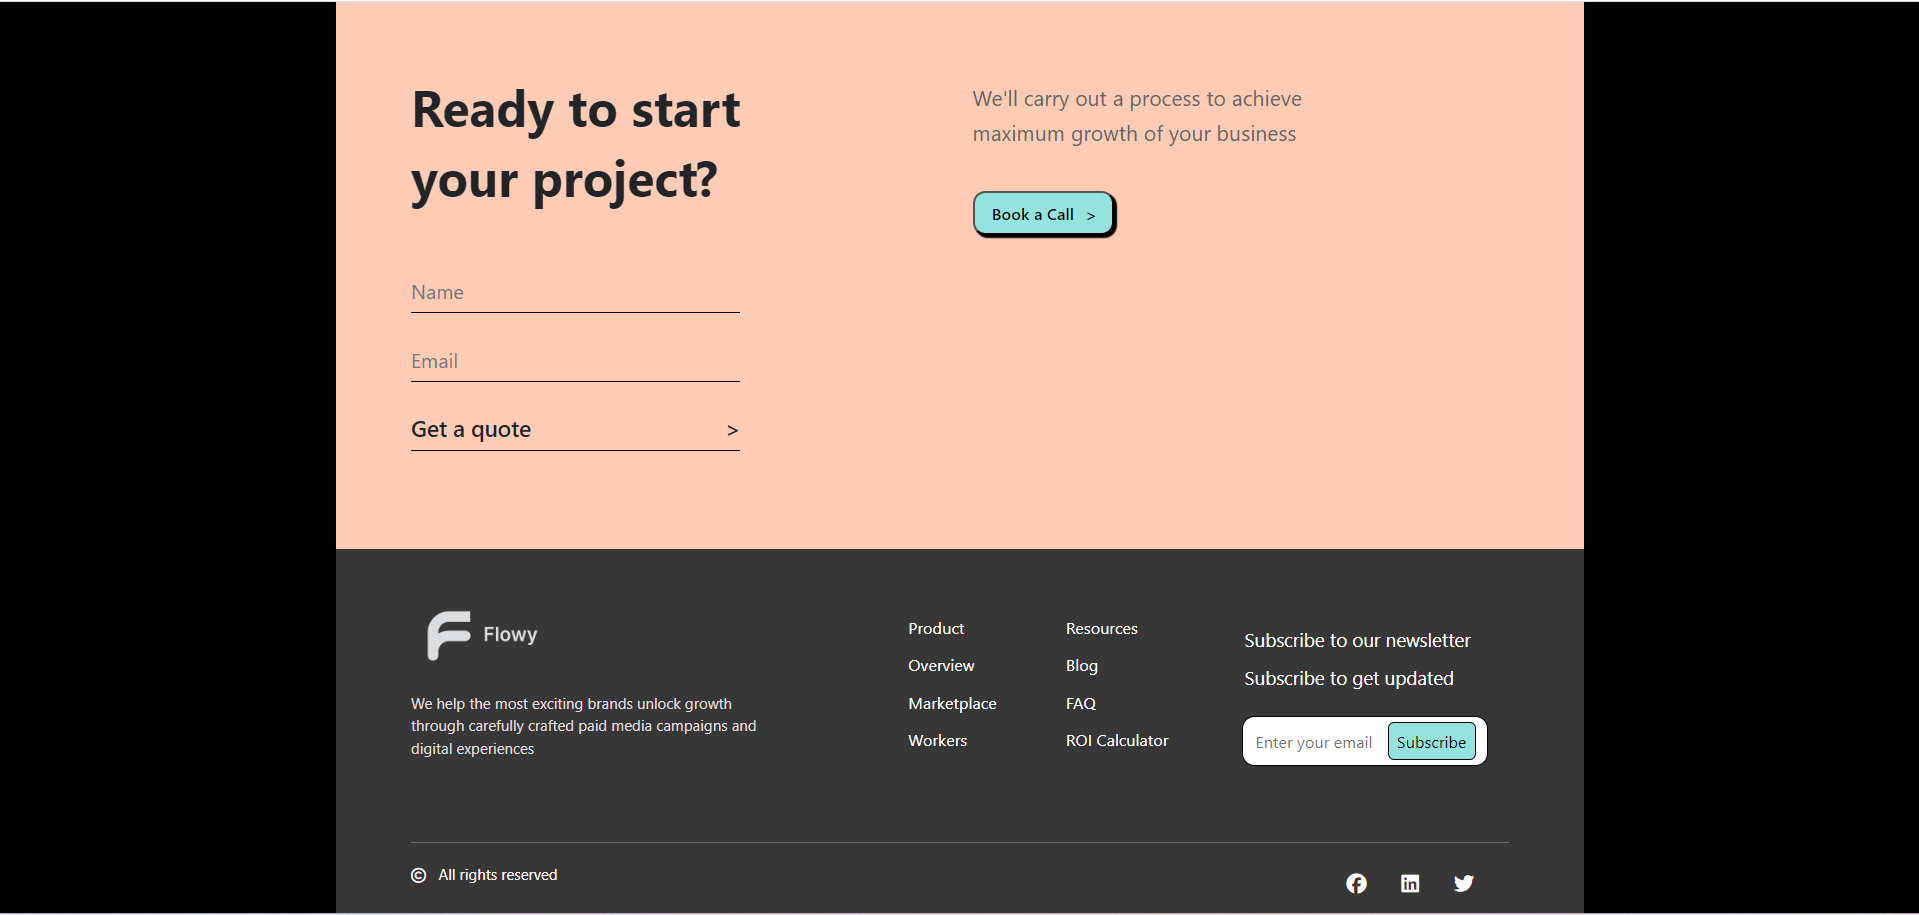 Ready to start
your project?
We'll carry out a process to achieve
maximum growth of your business
Book a Call >
Name
Email
Get a quote >
Flowy
We help the most exciting brands unlock growth
through carefully crafted paid media campaigns and
digital experiences
Product
Overview
Marketplace
Workers
Resources
Blog
FAQ
ROI Calculator
Subscribe to our newsletter
Subscribe to get updated
Enter your email
Subscribe
© All rights reserved